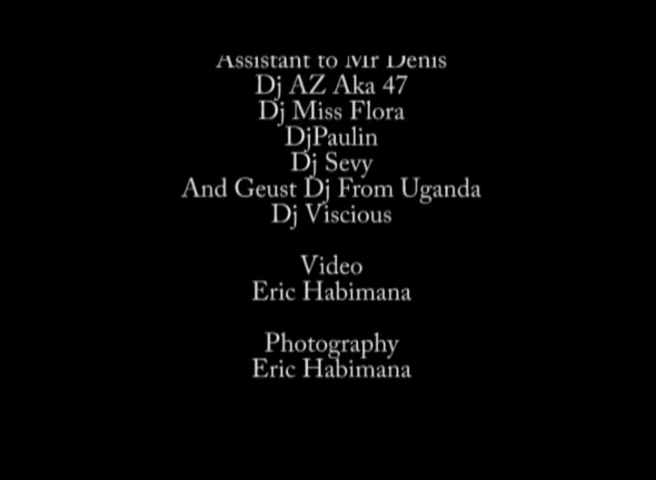 Assistant to Mr Denis
Dj AZ Aka 47
Dj Miss Flora
DjPaulin
Dj Sevy
And Geust Dj From Uganda
Dj Viscious
Video
Eric Habimana
Photography
Eric Habimana